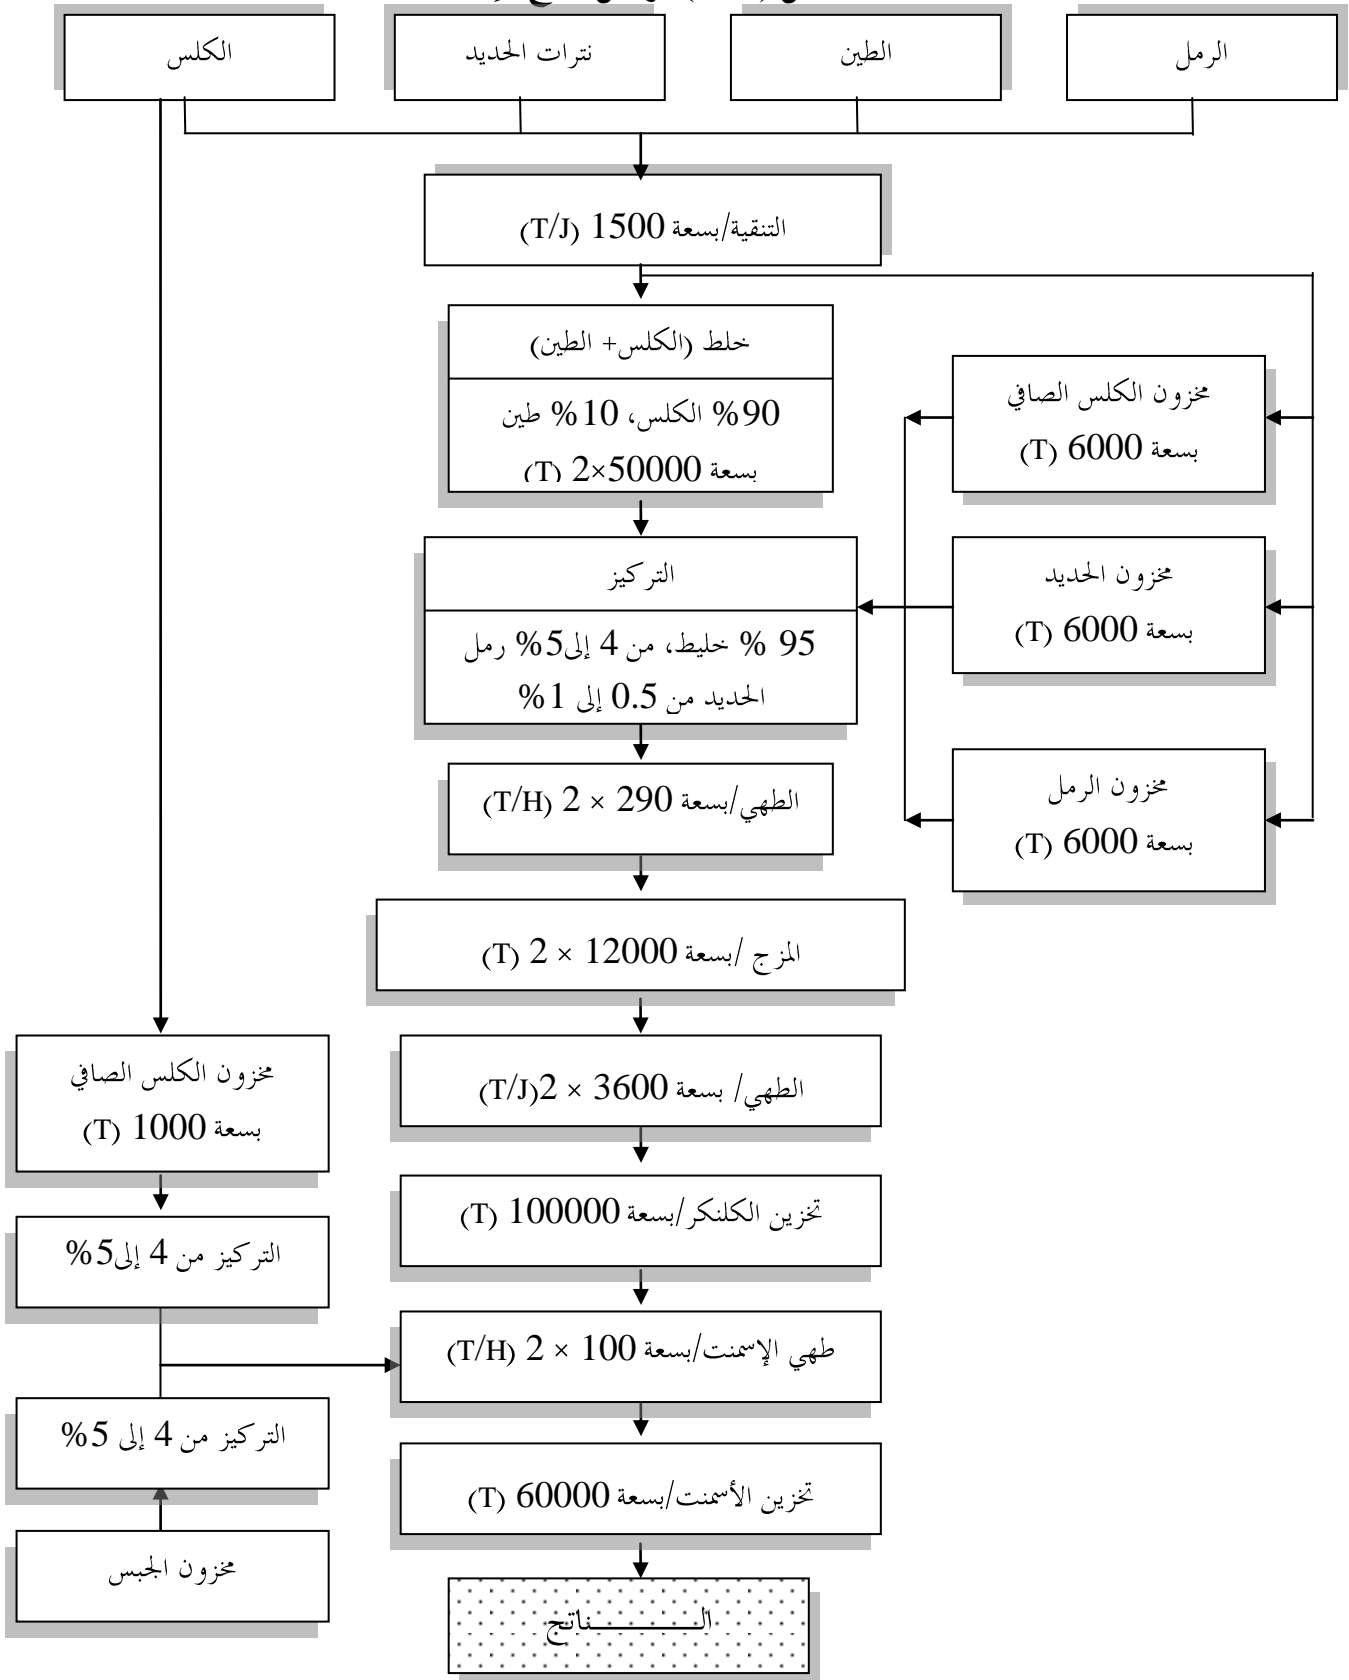 الرمل
الطين
نترات الحديد
الكلس
التنقية/بسعة 1500 (T/J)
خلط (الكلس+ الطين)
90% الكلس، 10% طين
بسعة 50000×2 (T)
مخزون الكلس الصافي
بسعة 6000 (T)
التركيز
95 % خليط، من 4 إلى5% رمل
الحديد من 0.5 إلى 1%
مخزون الحديد
بسعة 6000 (T)
الطهي/بسعة 290 × 2 (T/H)
مخزون الرمل
بسعة 6000 (T)
المزج /بسعة 12000 × 2 (T)
الطهي/ بسعة 3600 × 2(T/J)
مخزون الكلس الصافي
بسعة 1000 (T)
تخزين الكلنكر/بسعة 100000 (T)
التركيز من 4 إلى5%
طهي الإسمنت/بسعة 100 × 2 (T/H)
التركيز من 4 إلى 5%
تخزين الأسمنت/بسعة 60000 (T)
مخزون الجبس
الـــــــــناتج